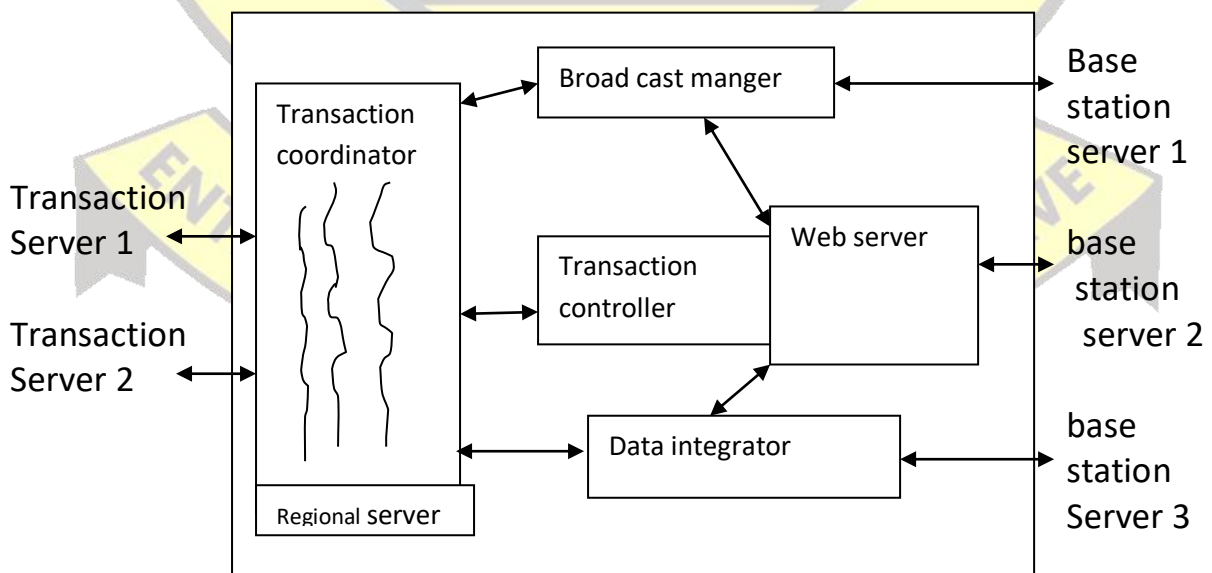 Broad cast manger
Base
station
server 1
Transaction
coordinator
Transaction
Server 1
Web server
base
station
server 2
Transaction
controller
Transaction
Server 2
Data integrator
base
station
Server 3
Regional server